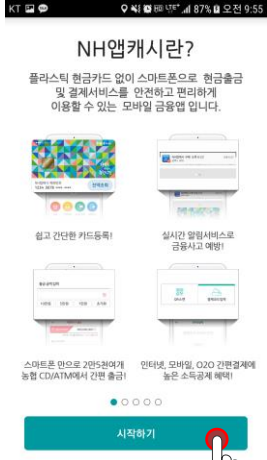 KT LTE 87% 오전 9:55
NH앱캐시란?
플라스틱 현금카드 없이 스마트폰으로 현금출금
및 결제서비스를 안전하고 편리하게
이용할 수 있는 모바일 금융앱 입니다.
쉽고 간단한 카드등록!
실시간 알림서비스로
금융사고 예방!
스마트폰 만으로 2만5천여개
농협 CD/ATM에서 간편 출금!
인터넷, 모바일, O2O 간편결제에
높은 소득공제 혜택!
시작하기